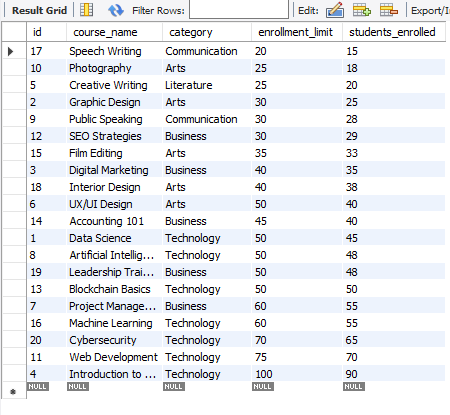 Result Grid Filter Rows: Edit: Export/I
id course_name category enrollment_limit students_enrolled
17 Speech Writing Communication 20 15
10 Photography Arts 25 18
5 Creative Writing Literature 25 20
2 Graphic Design Arts 30 25
9 Public Speaking Communication 30 28
12 SEO Strategies Business 30 29
15 Film Editing Arts 35 33
3 Digital Marketing Business 40 35
18 Interior Design Arts 40 38
6 UX/UI Design Arts 50 40
14 Accounting 101 Business 45 40
1 Data Science Technology 50 45
8 Artificial Intellig... Technology 50 48
19 Leadership Trai... Business 50 48
13 Blockchain Basics Technology 50 50
7 Project Manage... Business 60 55
16 Machine Learning Technology 60 55
20 Cybersecurity Technology 70 65
11 Web Development Technology 75 70
4 Introduction to ... Technology 100 90
NULL NULL NULL NULL NULL